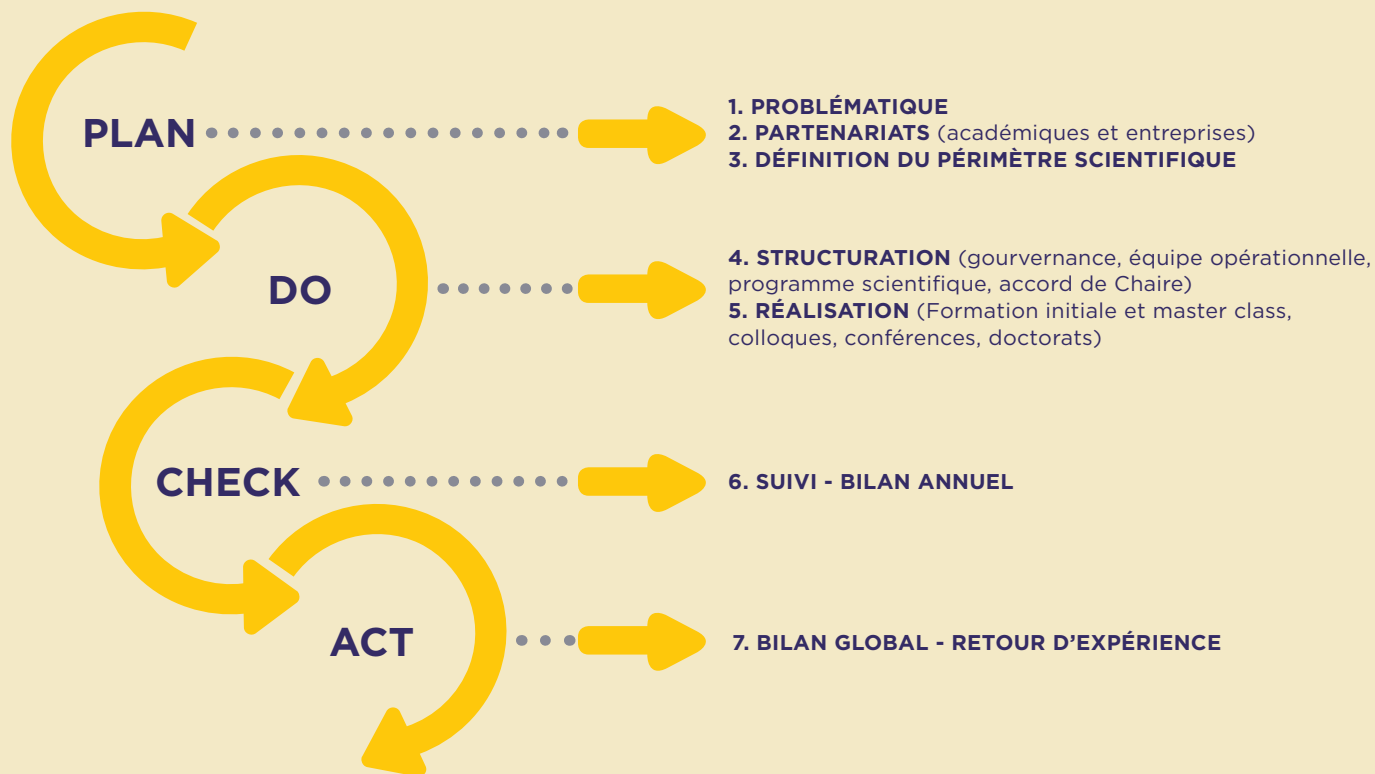 PLAN
1. PROBLÉMATIQUE
2. PARTENARIATS (académiques et entreprises)
3. DÉFINITION DU PÉRIMÈTRE SCIENTIFIQUE
DO
4. STRUCTURATION (gourvernance, équipe opérationnelle,
programme scientifique, accord de Chaire)
5. RÉALISATION (Formation initiale et master class,
colloques, conférences, doctorats)
CHECK
6. SUIVI - BILAN ANNUEL
ACT
7. BILAN GLOBAL - RETOUR D’EXPÉRIENCE